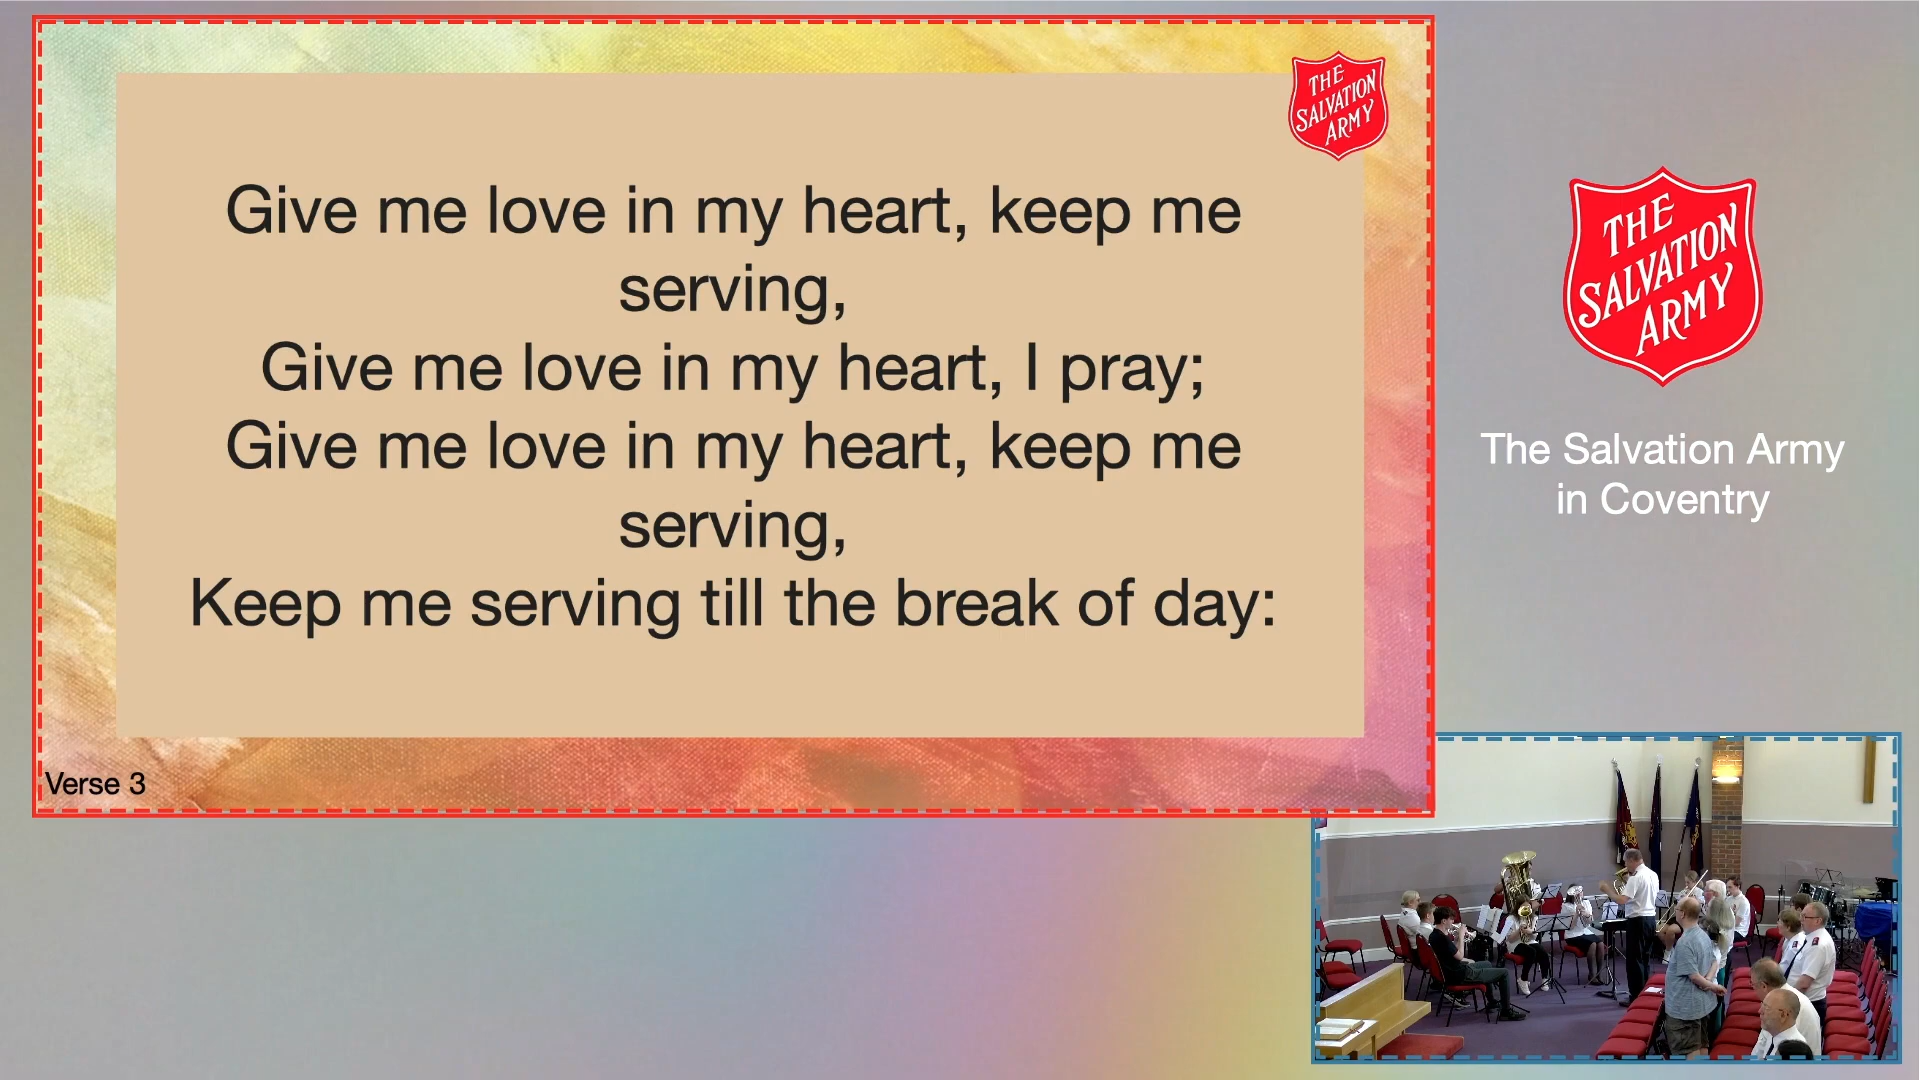 THE
SALVATION
ARMY
Give me love in my heart, keep me
serving,
Give me love in my heart, I pray;
Give me love in my heart, keep me
serving,
Keep me serving till the break of day:
Verse 3
THE
SALVATION
ARMY
The Salvation Army
in Coventry